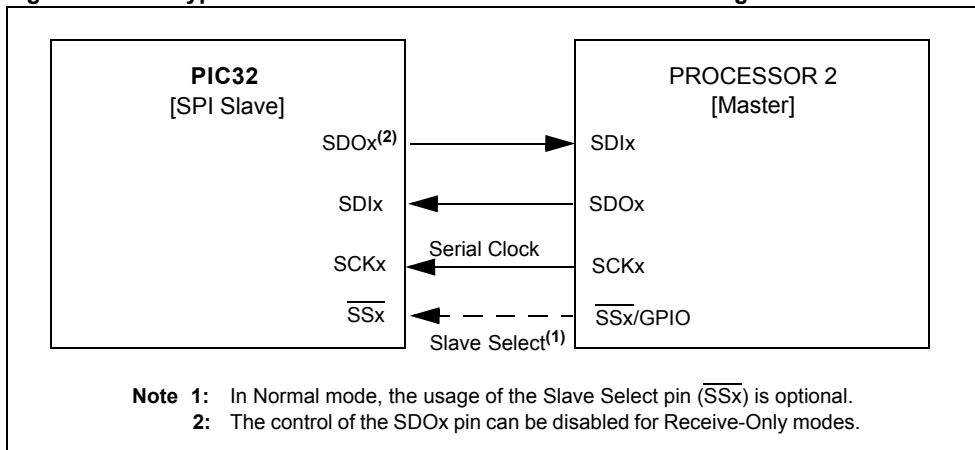 PIC32
[SPI Slave]
PROCESSOR 2
[Master]
SDOx(2)
SDIx
SDIx
SDOx
Serial Clock
SCKx
SCKx
SSx
SSx/GPIO
Slave Select(1)
Note 1: In Normal mode, the usage of the Slave Select pin (SSx) is optional.
2: The control of the SDOx pin can be disabled for Receive-Only modes.